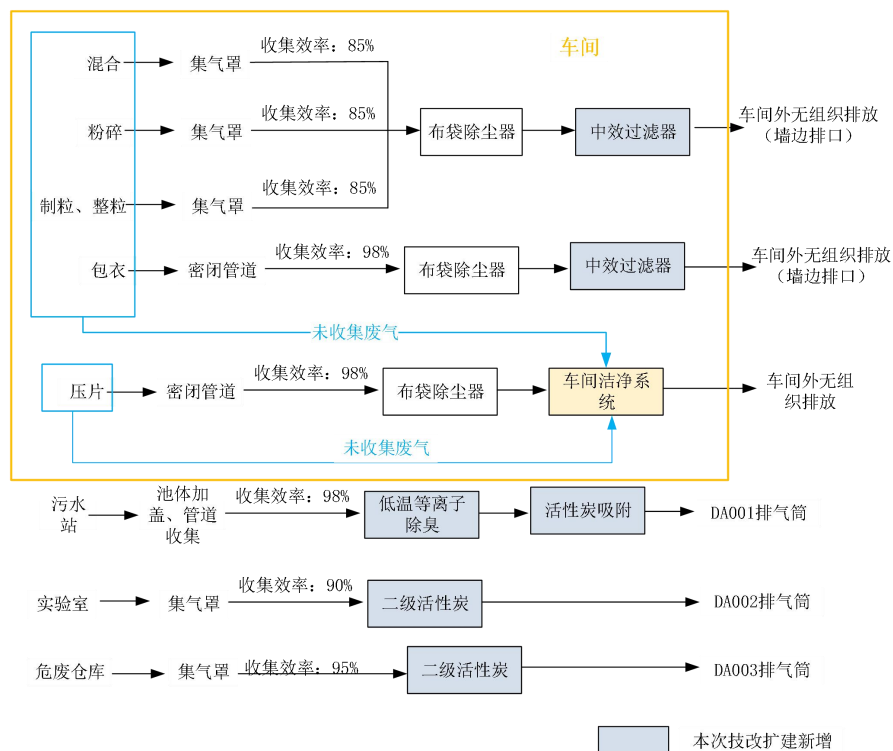 车间
混合
集气罩
收集效率：85%
粉碎
集气罩
收集效率：85%
布袋除尘器
中效过滤器
车间外无组织排放
（墙边排口）
制粒、整粒
集气罩
收集效率：85%
包衣
密闭管道
收集效率：98%
布袋除尘器
中效过滤器
车间外无组织排放
（墙边排口）
未收集废气
压片
密闭管道
收集效率：98%
布袋除尘器
车间洁净系
统
车间外无组
织排放
未收集废气
污水
站
池体加
盖、管道
收集
收集效率：98%
低温等离子
除臭
活性炭吸附
DA001排气筒
实验室
集气罩
收集效率：90%
二级活性炭
DA002排气筒
危废仓库
集气罩
收集效率：95%
二级活性炭
DA003排气筒
本次技改扩建新增